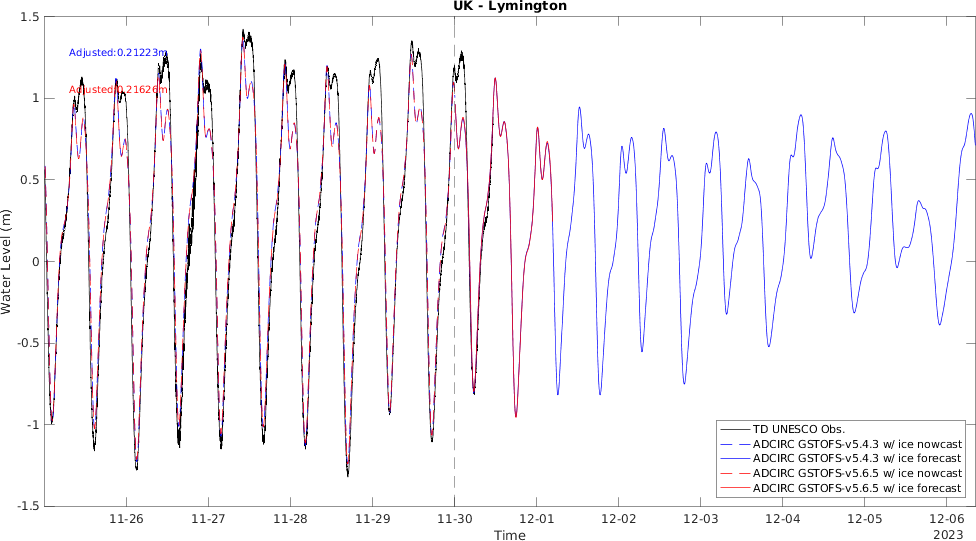 UK - Lymington
1.5
Adjusted:0.21223m
1
Adjusted:0.21626m
0.5
0
-0.5
-1
-1.5
Water Level (m)
TD UNESCO Obs.
ADCIRC GSTOFS-v5.4.3 w/ ice nowcast
ADCIRC GSTOFS-v5.4.3 w/ ice forecast
ADCIRC GSTOFS-v5.6.5 w/ ice nowcast
ADCIRC GSTOFS-v5.6.5 w/ ice forecast
11-26 11-27 11-28 11-29 11-30 12-01 12-02 12-03 12-04 12-05 12-06
Time
2023